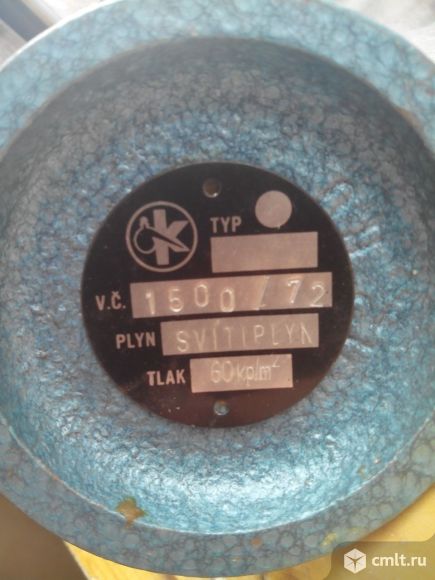 TYP
V.Č. 1500/72
PLYN SVÍTIPLYN
TLAK 60kp/m²
cmlt.ru